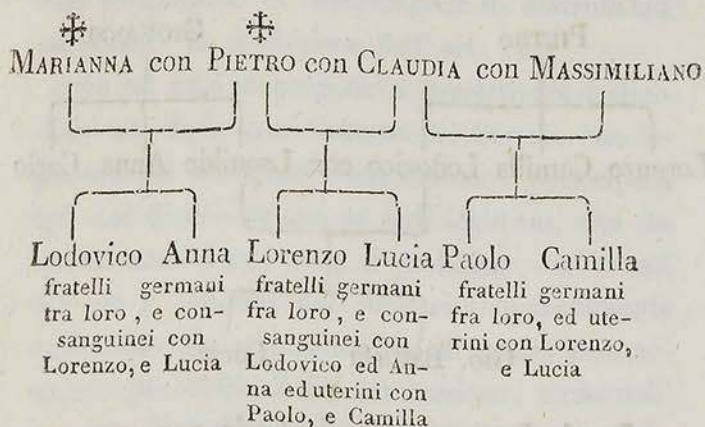 MARIANNA con PIETRO con CLAUDIA con MASSIMILIANO
Lodovico Anna Lorenzo Lucia Paolo Camilla
fratelli germani
tra loro, e con-
sanguinei con
Lorenzo, e Lucia
fratelli germani
fra loro, e con-
sanguinei con
Lodovico ed An-
na ed uterini con
Paolo, e Camilla
fratelli germani
fra loro, ed ute-
rini con Lorenzo,
e Lucia